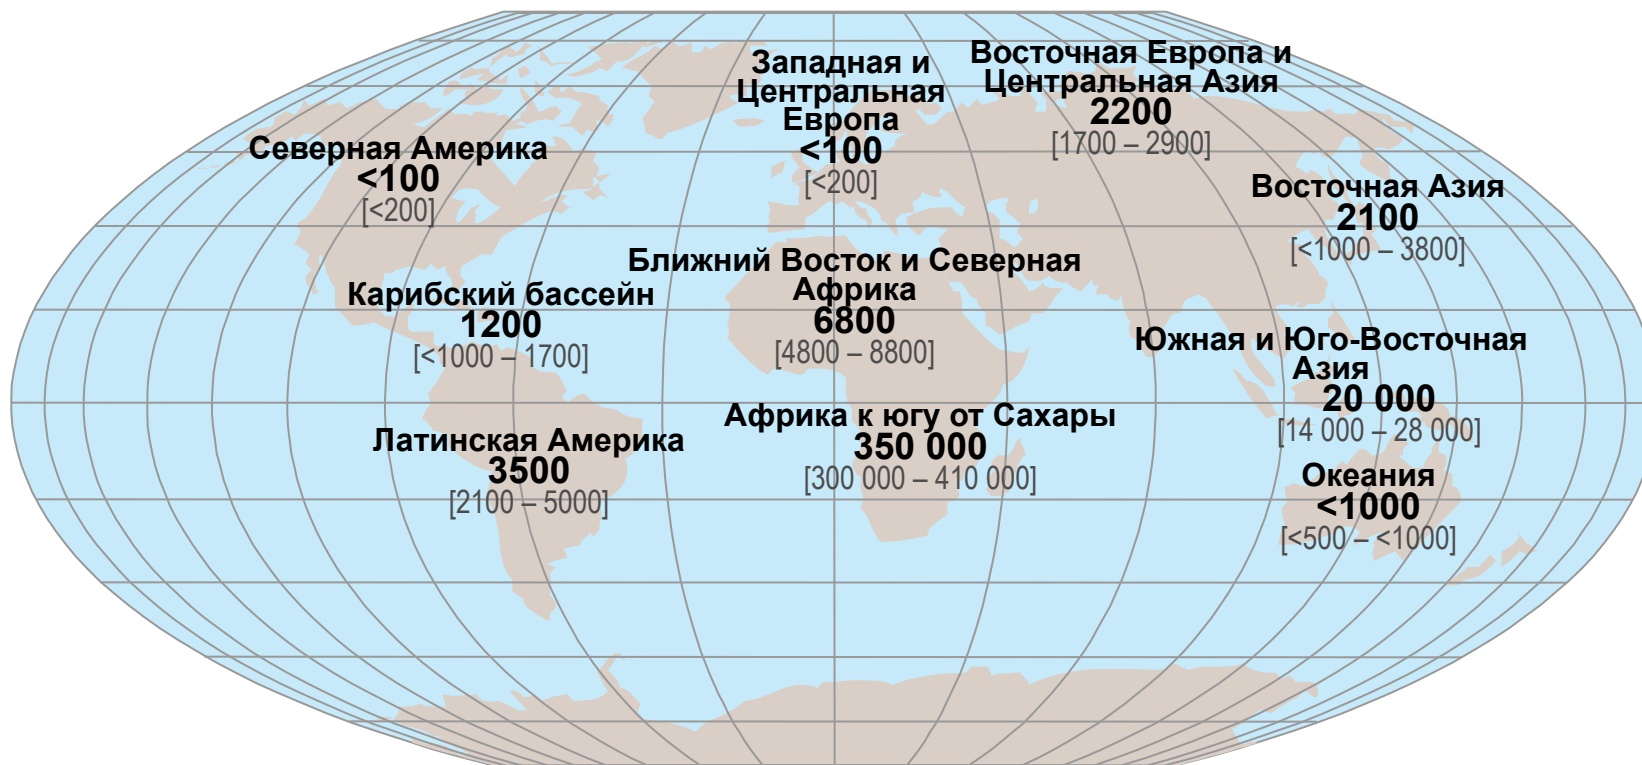 Западная и
Центральная
Европа
<100
[<200]
Восточная Европа и
Центральная Азия
2200
[1700 – 2900]
Северная Америка
<100
[<200]
Восточная Азия
2100
[<1000 – 3800]
Ближний Восток и Северная
Африка
6800
[4800 – 8800]
Карибский бассейн
1200
[<1000 – 1700]
Южная и Юго-Восточная
Азия
20 000
[14 000 – 28 000]
Африка к югу от Сахары
350 000
[300 000 – 410 000]
Латинская Америка
3500
[2100 – 5000]
Океания
<1000
[<500 – <1000]